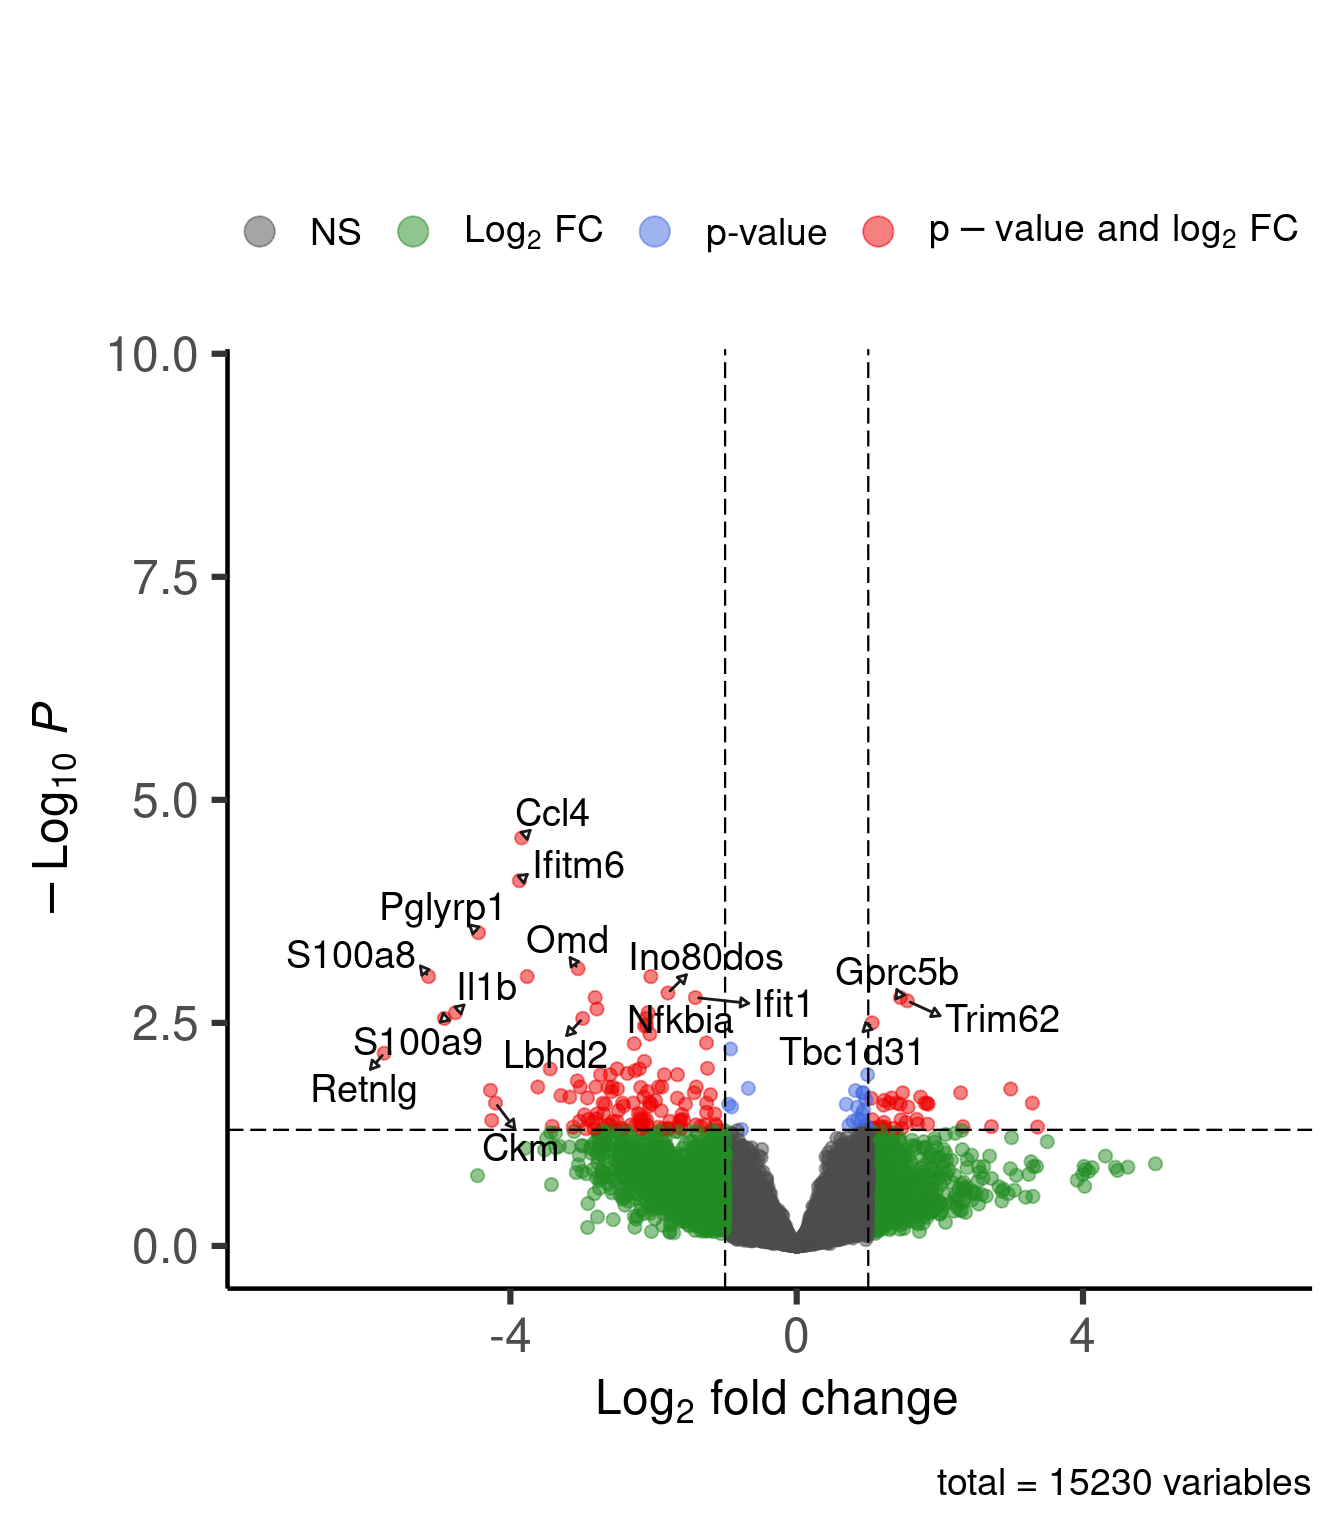 NS Log₂ FC p-value p − value and log₂ FC
10.0
7.5
5.0
2.5
0.0
− Log₁₀ P
Ccl4
Ifitm6
Pglyrp1
Omd
S100a8
Ino80dos
Gprc5b
Il1b
Ifit1
Nfkbia
Trim62
S100a9
Lbhd2
Tbc1d31
Retnlg
Ckm
-4 0 4
Log₂ fold change
total = 15230 variables